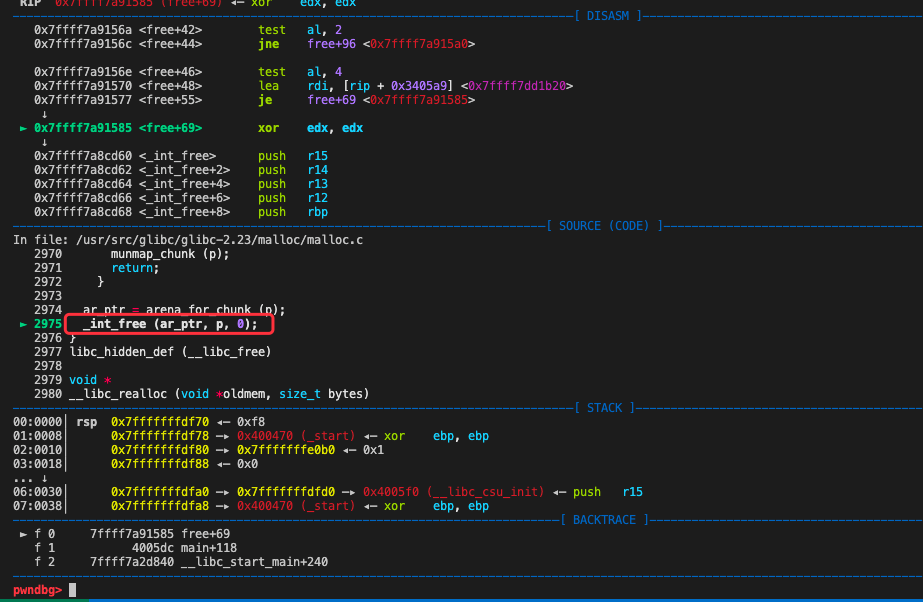 RIP  0x7ffff7a91585 (free+69) ◂— xor    edx, edx
[ DISASM ]
0x7ffff7a9156a <free+42>        test   al, 2
0x7ffff7a9156c <free+44>        jne    free+96 <0x7ffff7a915a0>
0x7ffff7a9156e <free+46>        test   al, 4
0x7ffff7a91570 <free+48>        lea    rdi, [rip + 0x3405a9] <0x7ffff7dd1b20>
0x7ffff7a91577 <free+55>        je     free+69 <0x7ffff7a91585>
↓
► 0x7ffff7a91585 <free+69>        xor    edx, edx
↓
0x7ffff7a8cd60 <_int_free>      push   r15
0x7ffff7a8cd62 <_int_free+2>    push   r14
0x7ffff7a8cd64 <_int_free+4>    push   r13
0x7ffff7a8cd66 <_int_free+6>    push   r12
0x7ffff7a8cd68 <_int_free+8>    push   rbp
[ SOURCE (CODE) ]
In file: /usr/src/glibc/glibc-2.23/malloc/malloc.c
2970       munmap_chunk (p);
2971       return;
2972     }
2973
2974   ar_ptr = arena_for_chunk (p);
► 2975   _int_free (ar_ptr, p, 0);
2976 }
2977 libc_hidden_def (__libc_free)
2978
2979 void *
2980 __libc_realloc (void *oldmem, size_t bytes)
[ STACK ]
00:0000│ rsp  0x7fffffffdf70 ◂— 0xf8
01:0008│      0x7fffffffdf78 —▸ 0x400470 (_start) ◂— xor    ebp, ebp
02:0010│      0x7fffffffdf80 —▸ 0x7fffffffe0b0 ◂— 0x1
03:0018│      0x7fffffffdf88 ◂— 0x0
... ↓
06:0030│      0x7fffffffdfa0 —▸ 0x7fffffffdfd0 —▸ 0x4005f0 (__libc_csu_init) ◂— push   r15
07:0038│      0x7fffffffdfa8 —▸ 0x400470 (_start) ◂— xor    ebp, ebp
[ BACKTRACE ]
► f 0     7ffff7a91585 free+69
f 1           4005dc main+118
f 2     7ffff7a2d840 __libc_start_main+240
pwndbg>